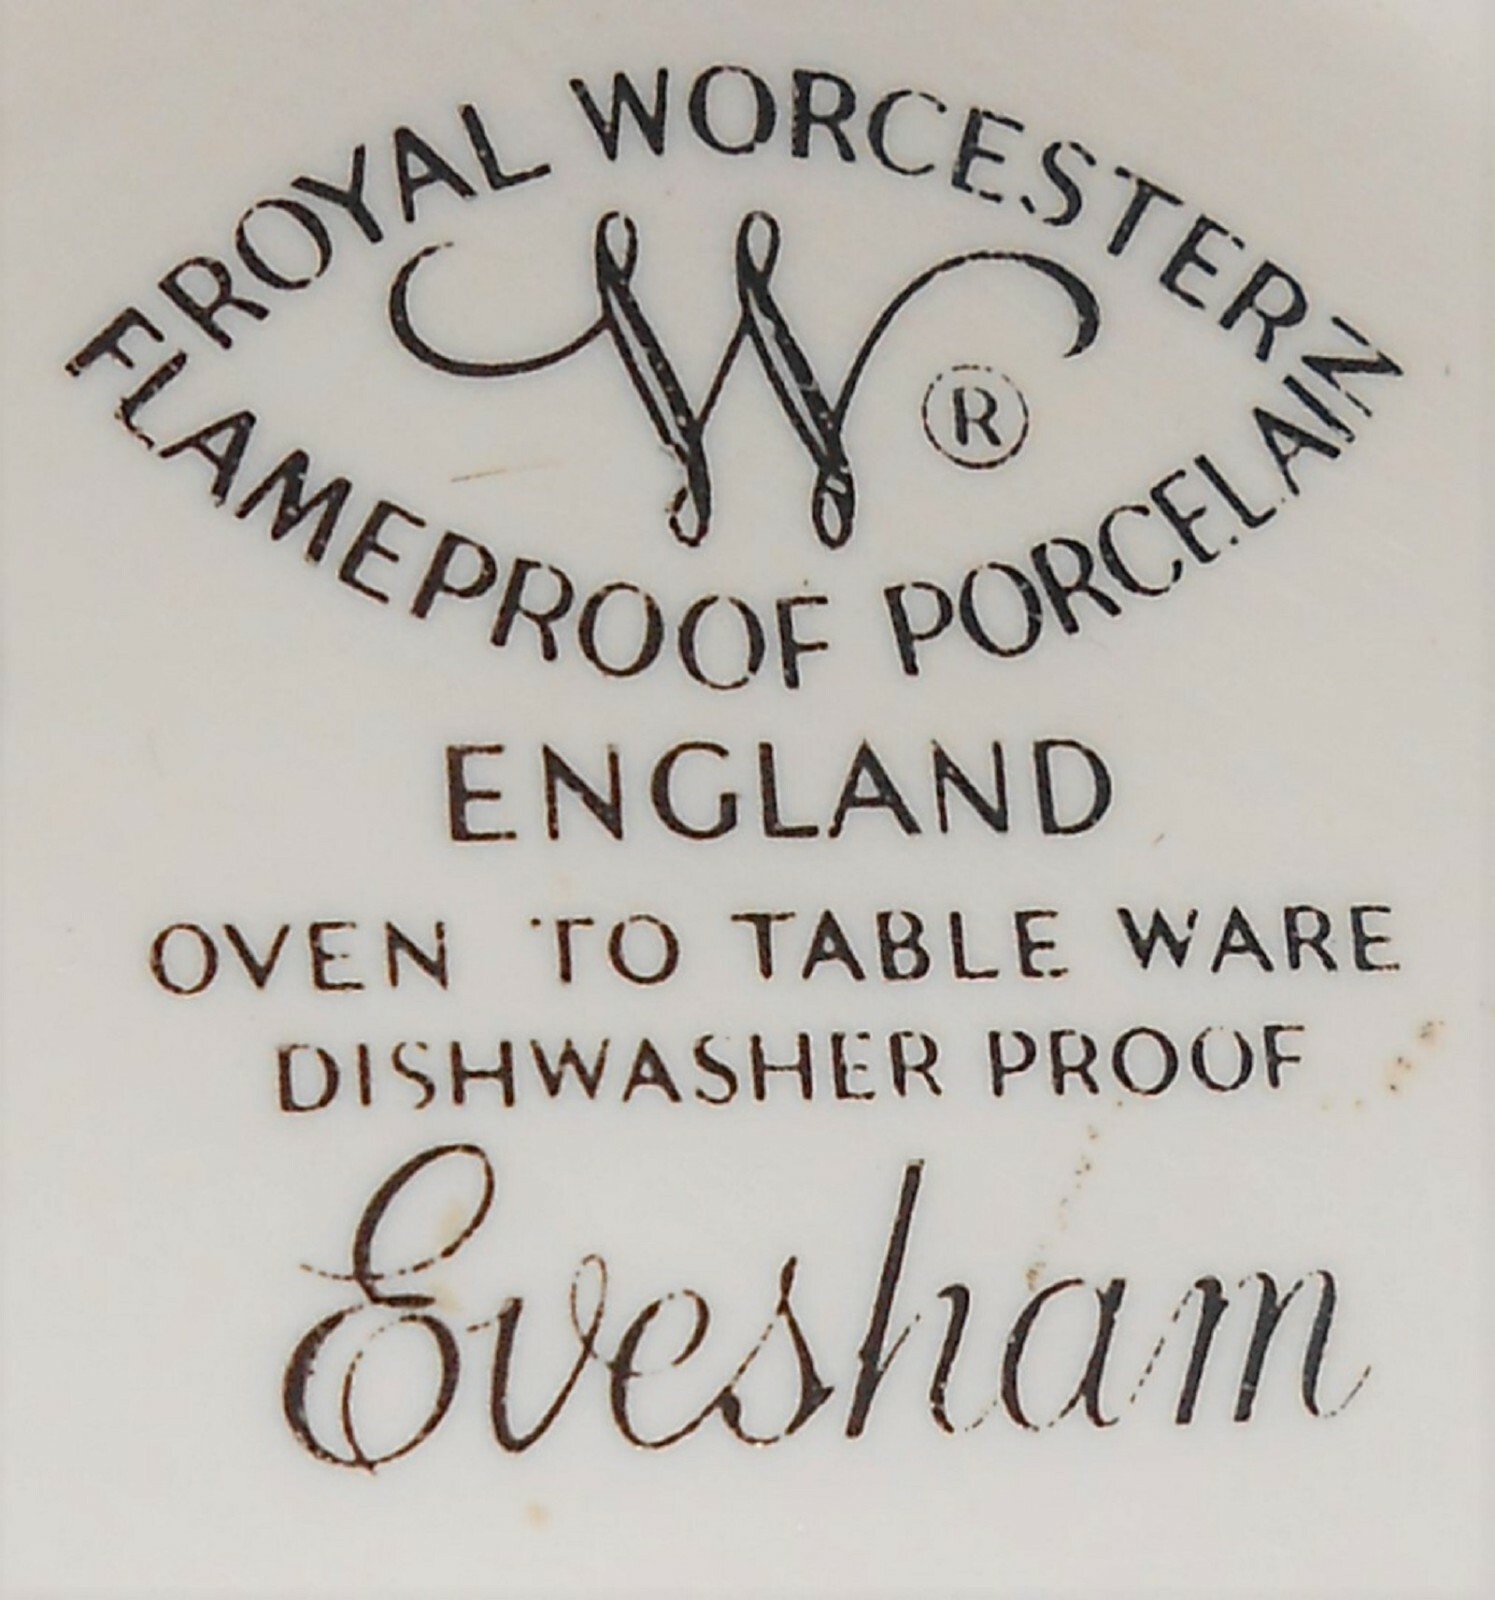 ROYAL WORCESTER
W ®
FLAMEPROOF PORCELAIN
ENGLAND
OVEN TO TABLE WARE
DISHWASHER PROOF
Evesham